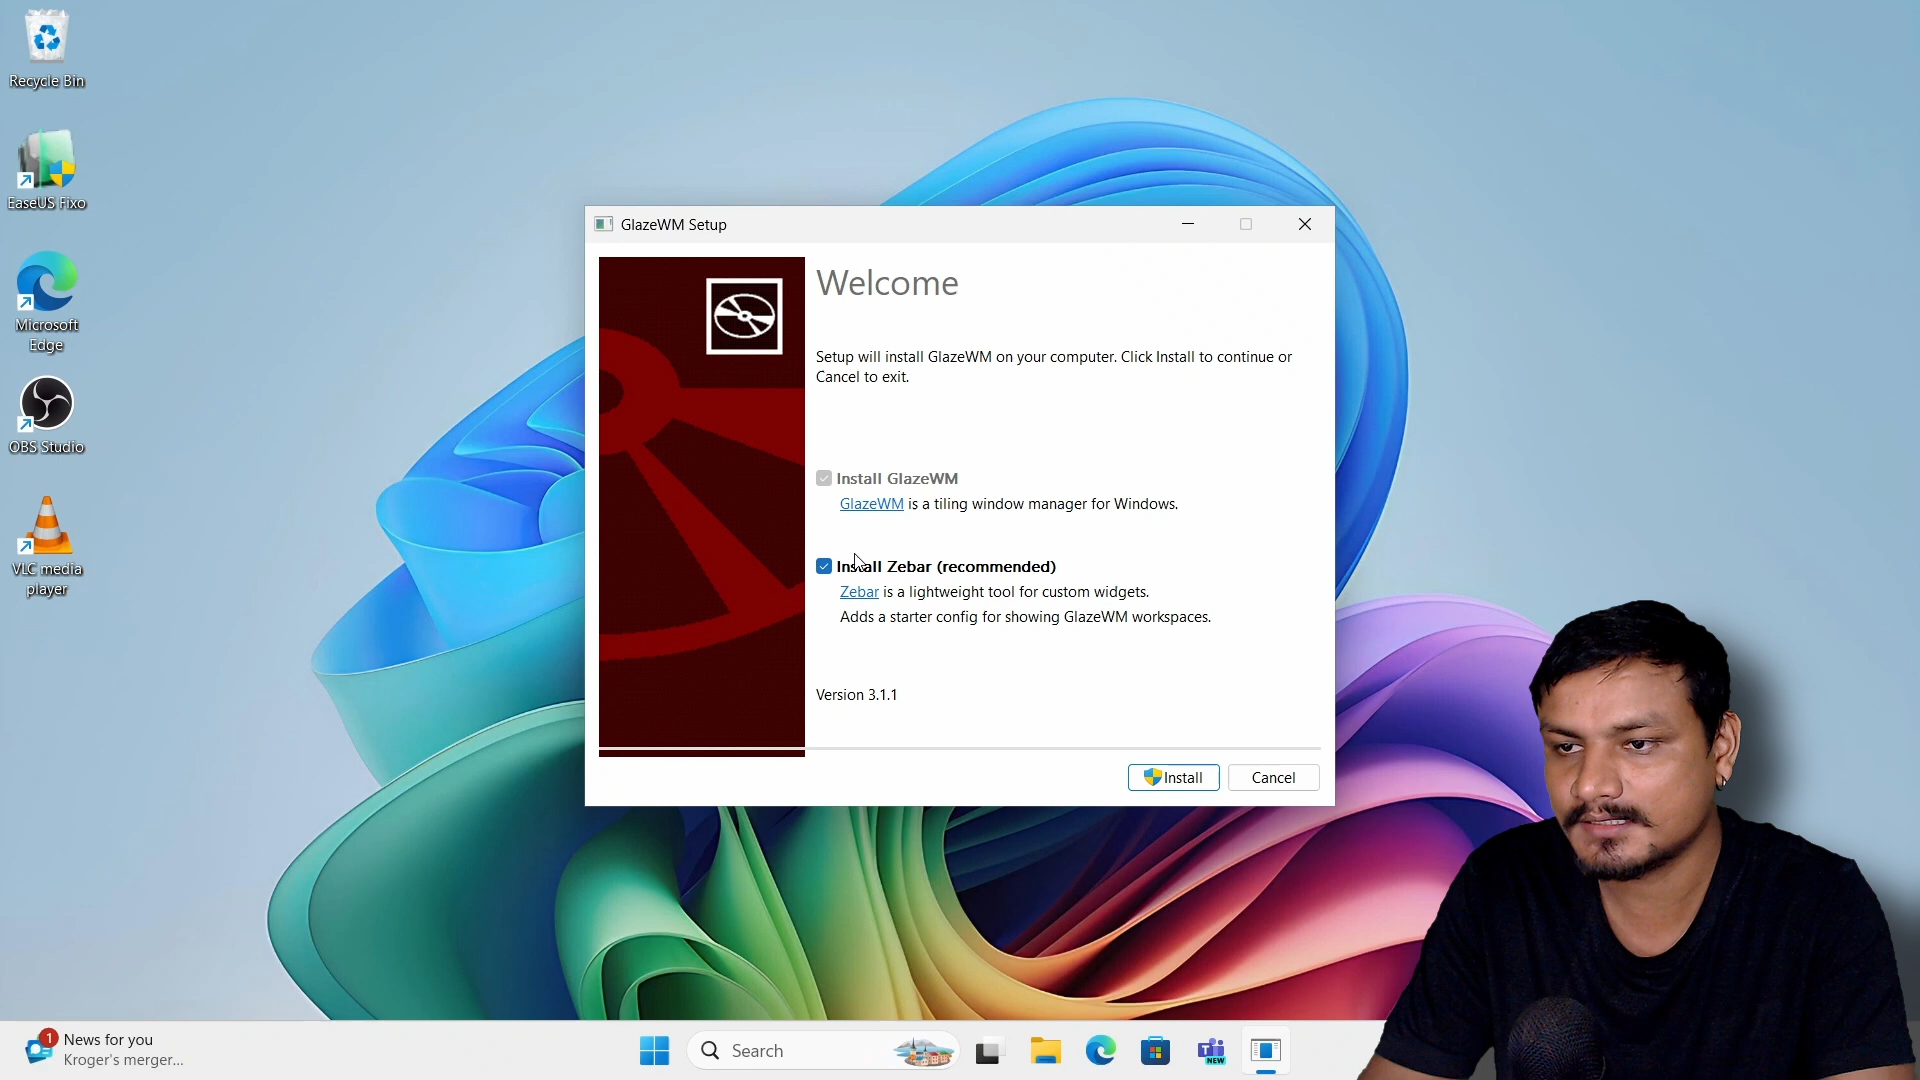 Recycle Bin
EaseUS Fixo
Microsoft
Edge
OBS Studio
VLC media
player
GlazeWM Setup
Welcome
Setup will install GlazeWM on your computer. Click Install to continue or
Cancel to exit.
Install GlazeWM
GlazeWM is a tiling window manager for Windows.
Install Zebar (recommended)
Zebar is a lightweight tool for custom widgets.
Adds a starter config for showing GlazeWM workspaces.
Version 3.1.1
Install
Cancel
1
News for you
Kroger's merger...
Search
NEW